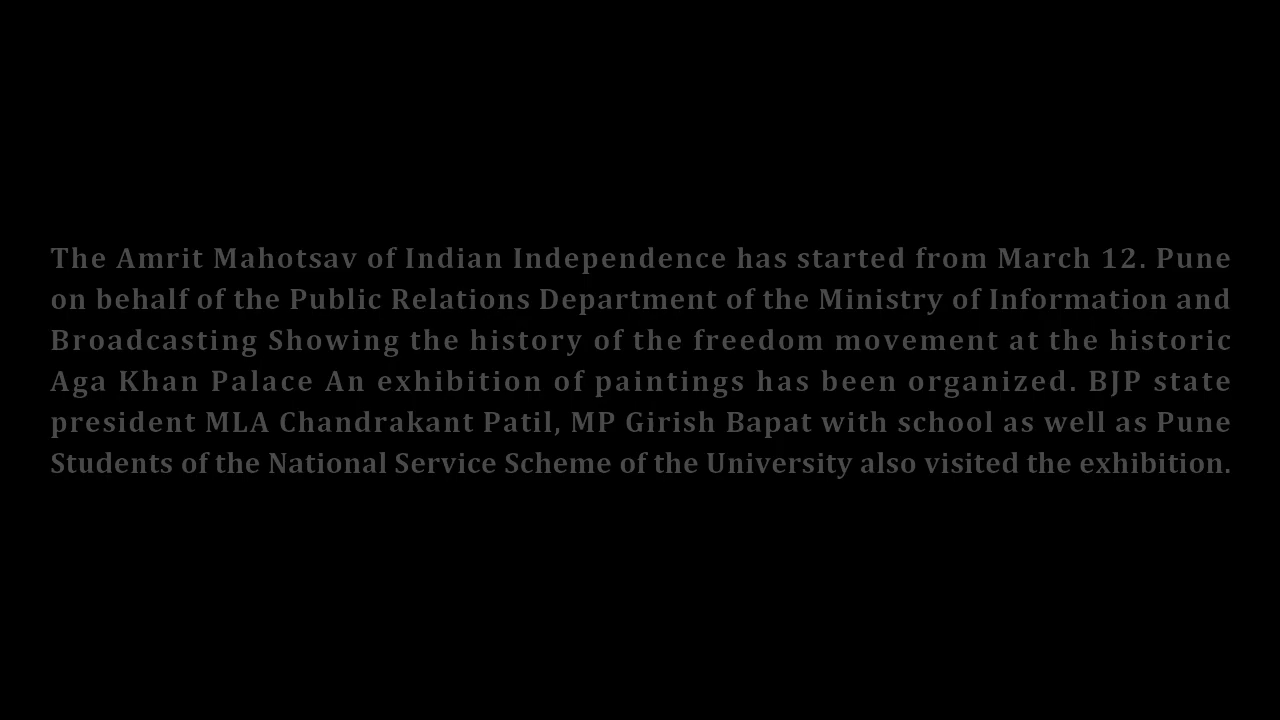 The Amrit Mahotsav of Indian Independence has started from March 12. Pune
on behalf of the Public Relations Department of the Ministry of Information and
Broadcasting Showing the history of the freedom movement at the historic
Aga Khan Palace An exhibition of paintings has been organized. BJP state
president MLA Chandrakant Patil, MP Girish Bapat with school as well as Pune
Students of the National Service Scheme of the University also visited the exhibition.